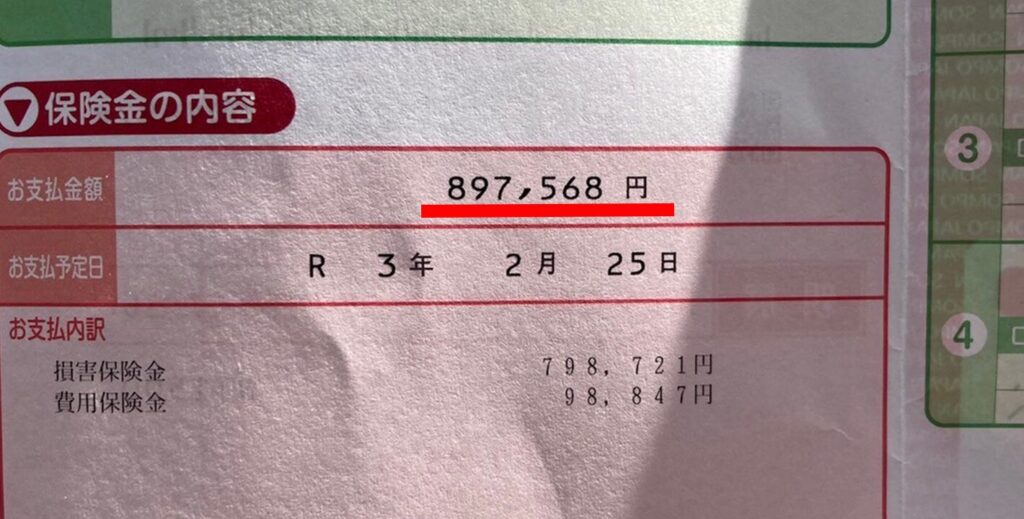 保険金の内容
お支払金額 897,568 円
お支払予定日 R 3年 2月 25日
お支払内訳
損害保険金 798,721円
費用保険金 98,847円
3
4